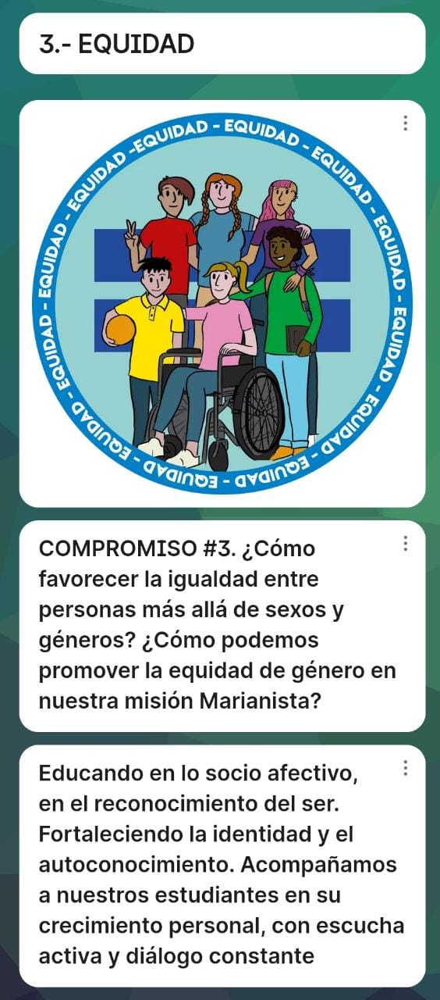 3.- EQUIDAD
EQUIDAD - EQUIDAD - EQUIDAD - EQUIDAD - EQUIDAD - EQUIDAD - EQUIDAD - EQUIDAD - EQUIDAD - EQUIDAD - EQUIDAD - EQUIDAD -
COMPROMISO #3. ¿Cómo
favorecer la igualdad entre
personas más allá de sexos y
géneros? ¿Cómo podemos
promover la equidad de género en
nuestra misión Marianista?
Educando en lo socio afectivo,
en el reconocimiento del ser.
Fortaleciendo la identidad y el
autoconocimiento. Acompañamos
a nuestros estudiantes en su
crecimiento personal, con escucha
activa y diálogo constante